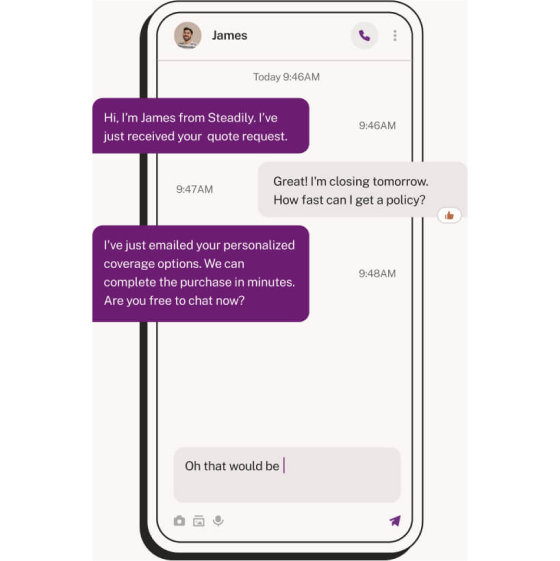 James
Today 9:46AM
Hi, I'm James from Steadily. I've
just received your quote request.
9:46AM
Great! I'm closing tomorrow.
How fast can I get a policy?
9:47AM
I've just emailed your personalized
coverage options. We can
complete the purchase in minutes.
Are you free to chat now?
9:48AM
Oh that would be